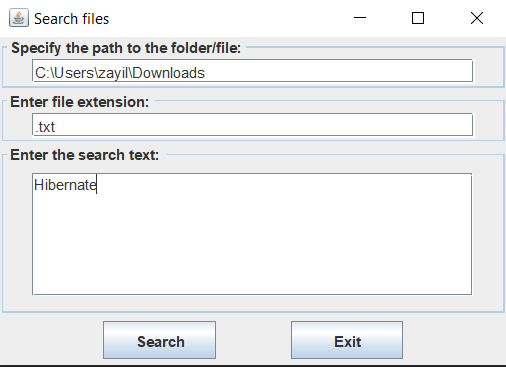 Search files
Specify the path to the folder/file:
C:\Users\zayil\Downloads
Enter file extension:
.txt
Enter the search text:
Hibernate
Search Exit